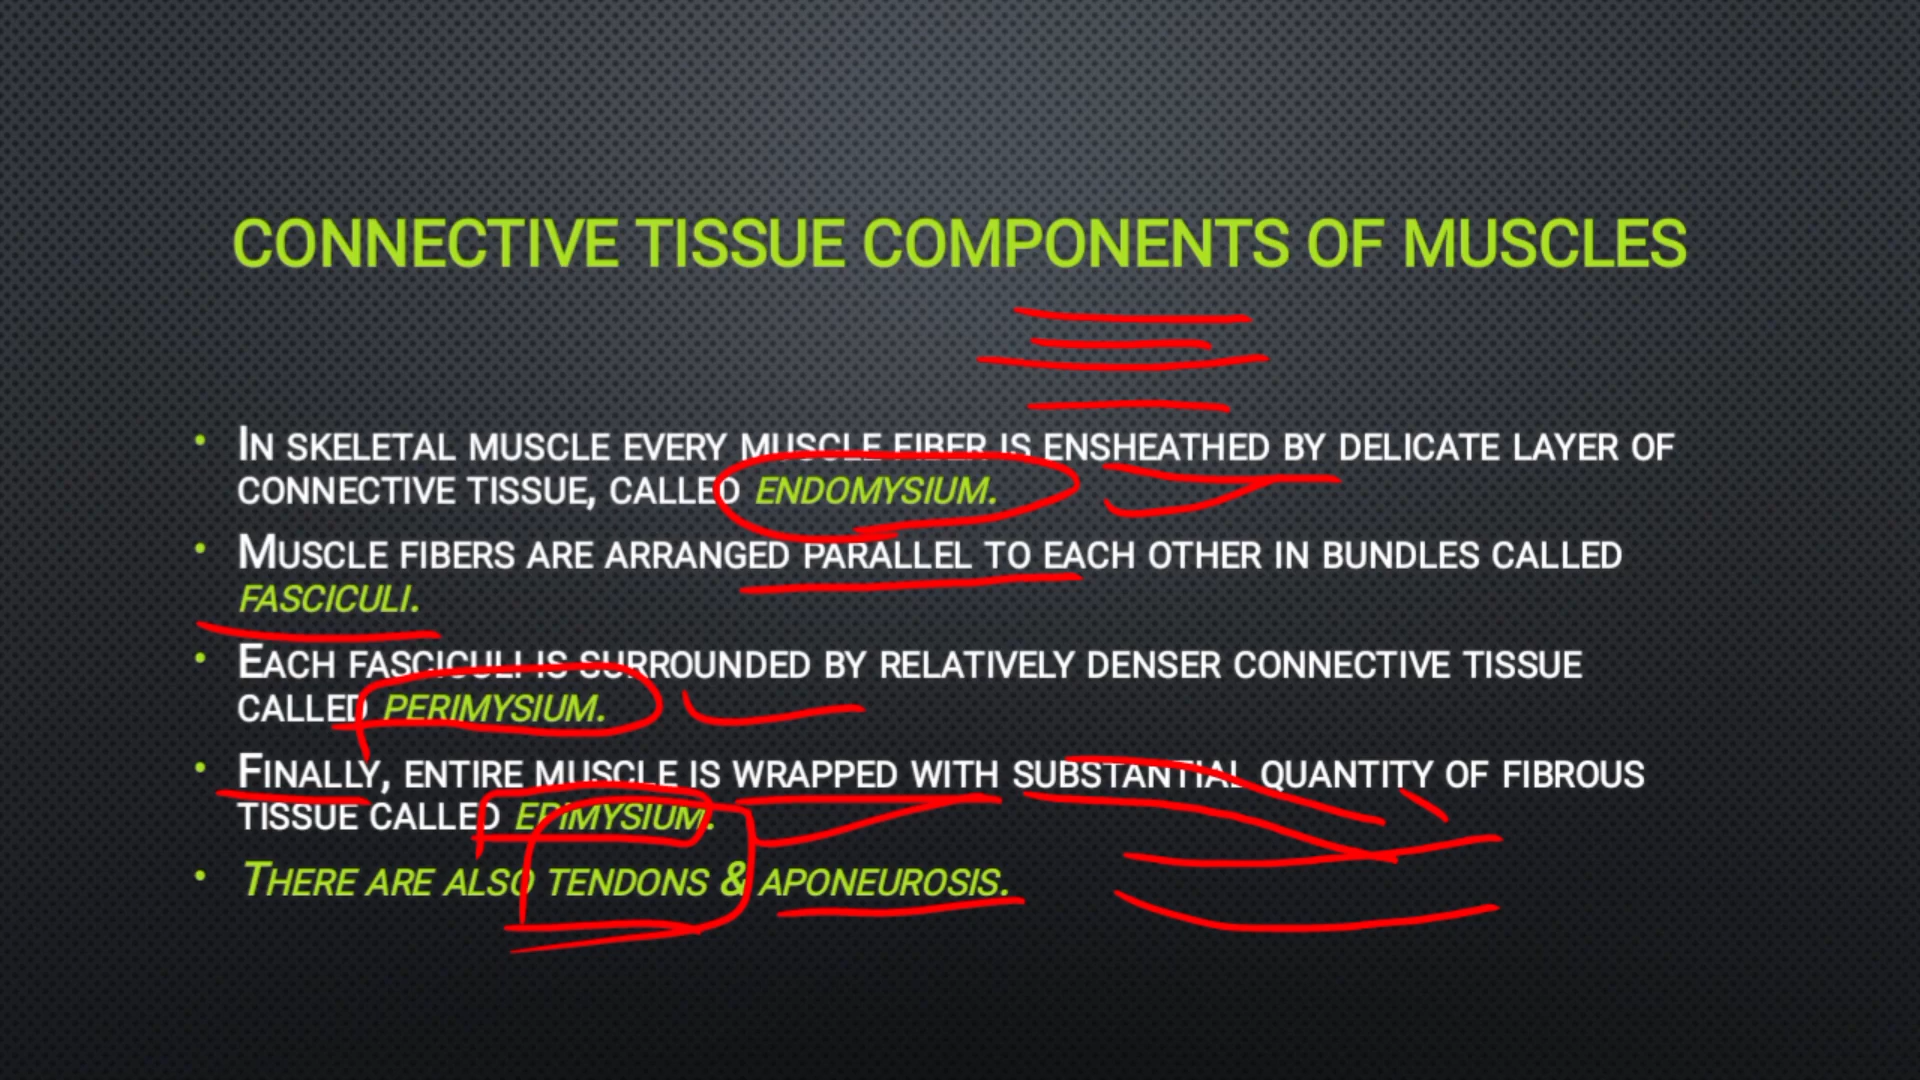 CONNECTIVE TISSUE COMPONENTS OF MUSCLES
• IN SKELETAL MUSCLE EVERY MUSCLE FIBER IS ENSHEATHED BY DELICATE LAYER OF
CONNECTIVE TISSUE, CALLED ENDOMYSIUM.
• MUSCLE FIBERS ARE ARRANGED PARALLEL TO EACH OTHER IN BUNDLES CALLED
FASCICULI.
• EACH FASCICULI IS SURROUNDED BY RELATIVELY DENSER CONNECTIVE TISSUE
CALLED PERIMYSIUM.
• FINALLY, ENTIRE MUSCLE IS WRAPPED WITH SUBSTANTIAL QUANTITY OF FIBROUS
TISSUE CALLED EPIMYSIUM.
• THERE ARE ALSO TENDONS & APONEUROSIS.